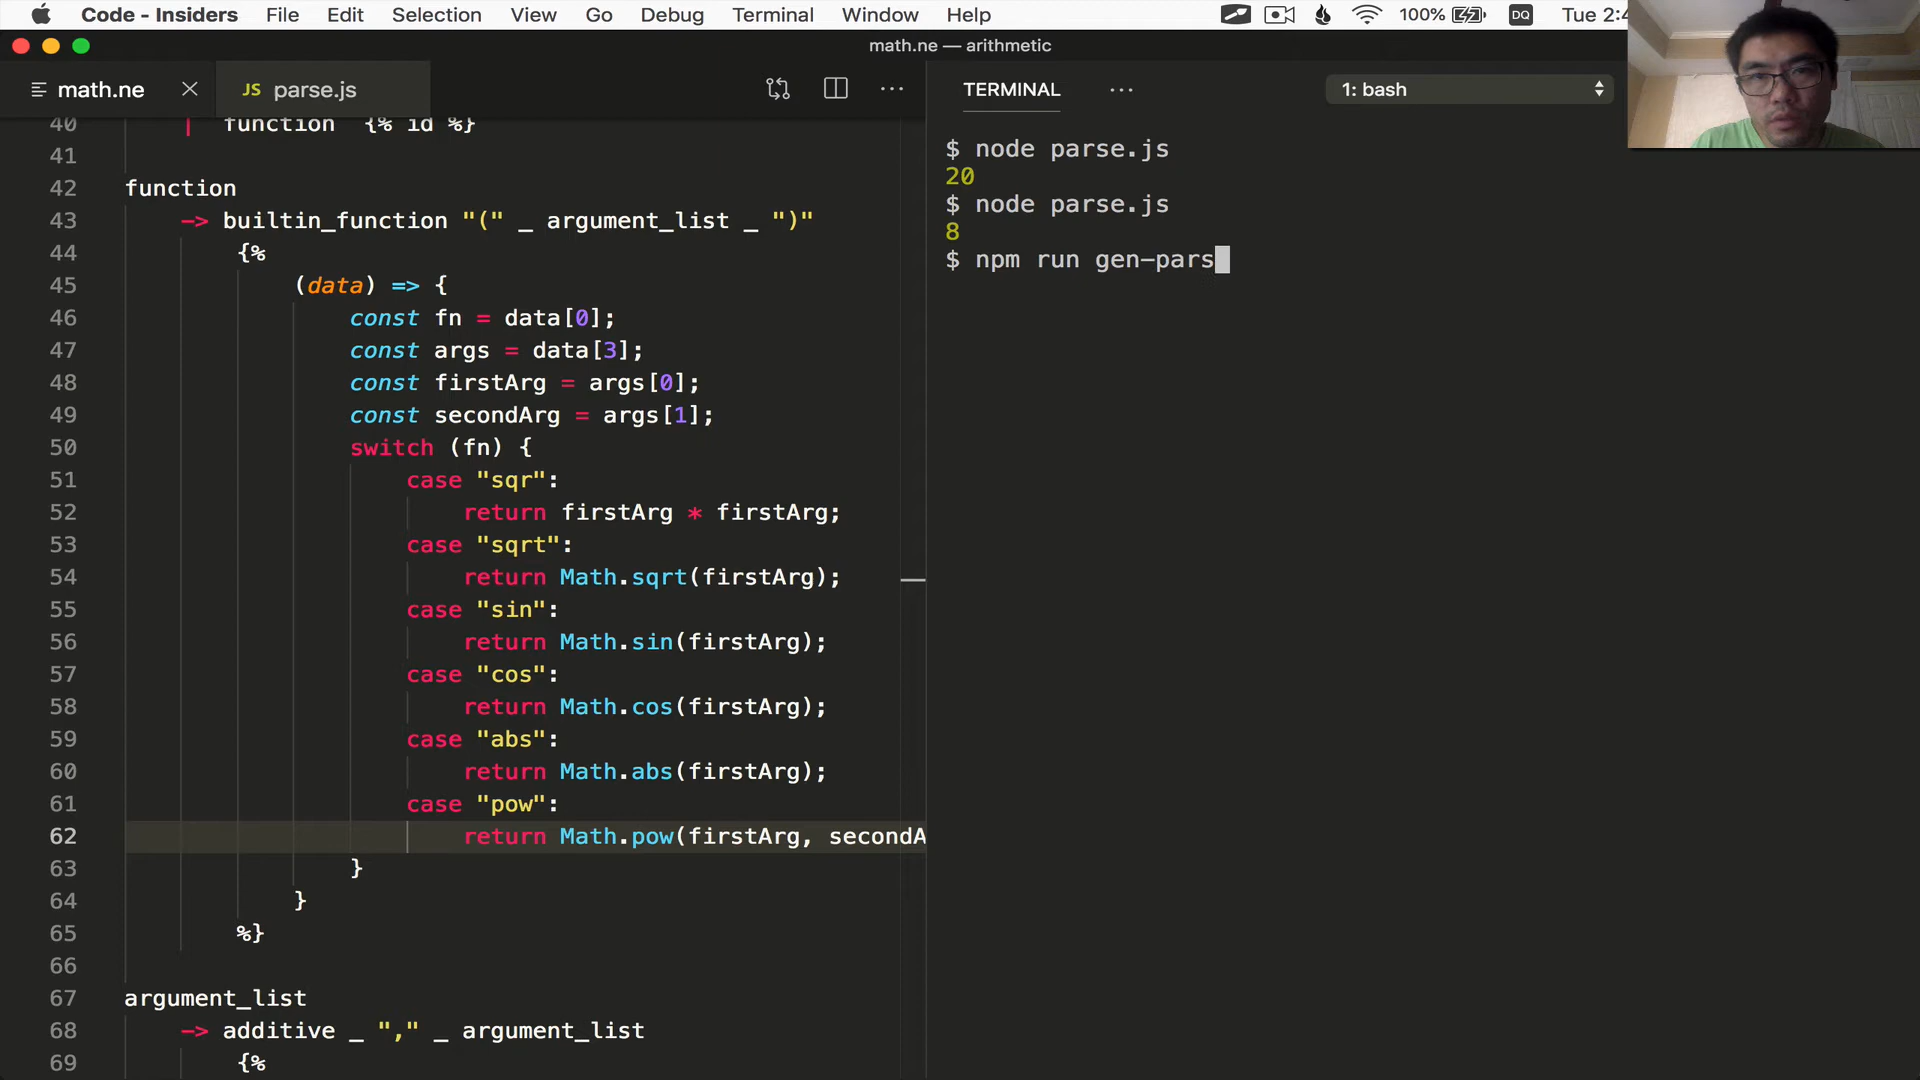 Code - Insiders File Edit Selection View Go Debug Terminal Window Help 100% DQ Tue 2:4
math.ne — arithmetic
math.ne JS parse.js
40 | function {% id %}
41
42 function
43 -> builtin_function "(" _ argument_list _ ")"
44 {%
45 (data) => {
46 const fn = data[0];
47 const args = data[3];
48 const firstArg = args[0];
49 const secondArg = args[1];
50 switch (fn) {
51 case "sqr":
52 return firstArg * firstArg;
53 case "sqrt":
54 return Math.sqrt(firstArg);
55 case "sin":
56 return Math.sin(firstArg);
57 case "cos":
58 return Math.cos(firstArg);
59 case "abs":
60 return Math.abs(firstArg);
61 case "pow":
62 return Math.pow(firstArg, secondA
63 }
64 }
65 %}
66
67 argument_list
68 -> additive _ "," _ argument_list
69 {%
TERMINAL 1: bash
$ node parse.js
20
$ node parse.js
8
$ npm run gen-pars